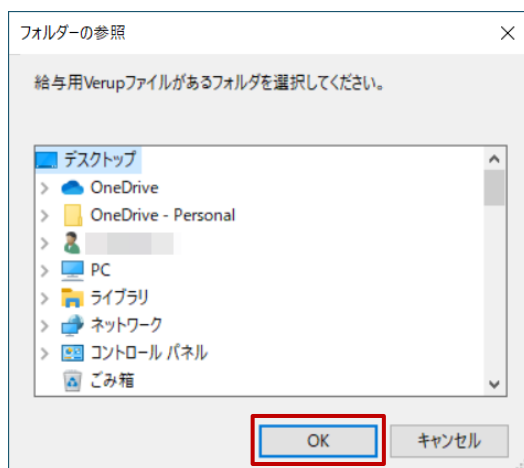 フォルダーの参照
給与用Verupファイルがあるフォルダを選択してください。
デスクトップ
OneDrive
OneDrive - Personal
PC
ライブラリ
ネットワーク
コントロール パネル
ごみ箱
OK
キャンセル